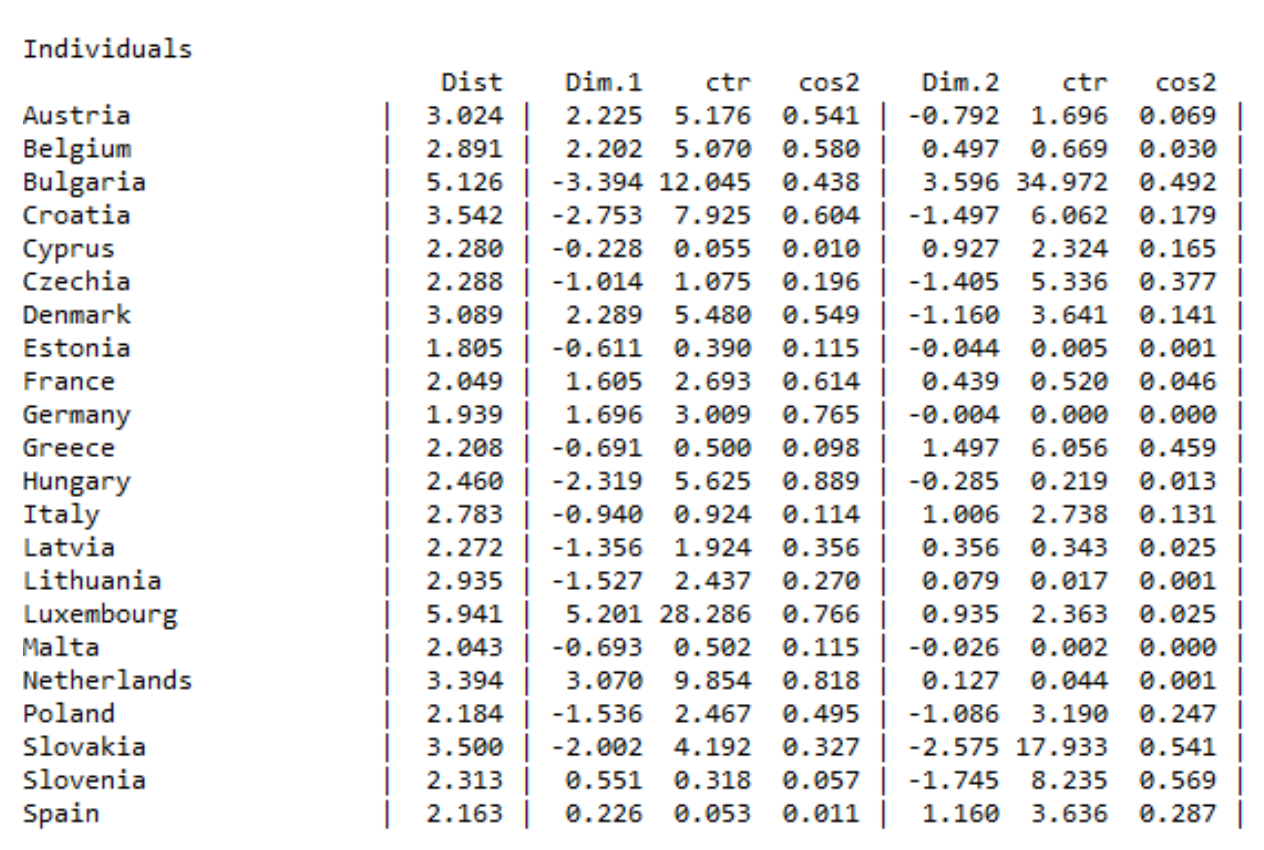 Individuals
Dist Dim.1 ctr cos2 Dim.2 ctr cos2
Austria | 3.024 | 2.225 5.176 0.541 | -0.792 1.696 0.069 |
Belgium | 2.891 | 2.202 5.070 0.580 | 0.497 0.669 0.030 |
Bulgaria | 5.126 | -3.394 12.045 0.438 | 3.596 34.972 0.492 |
Croatia | 3.542 | -2.753 7.925 0.604 | -1.497 6.062 0.179 |
Cyprus | 2.280 | -0.228 0.055 0.010 | 0.927 2.324 0.165 |
Czechia | 2.288 | -1.014 1.075 0.196 | -1.405 5.336 0.377 |
Denmark | 3.089 | 2.289 5.480 0.549 | -1.160 3.641 0.141 |
Estonia | 1.805 | -0.611 0.390 0.115 | -0.044 0.005 0.001 |
France | 2.049 | 1.605 2.693 0.614 | 0.439 0.520 0.046 |
Germany | 1.939 | 1.696 3.009 0.765 | -0.004 0.000 0.000 |
Greece | 2.208 | -0.691 0.500 0.098 | 1.497 6.056 0.459 |
Hungary | 2.460 | -2.319 5.625 0.889 | -0.285 0.219 0.013 |
Italy | 2.783 | -0.940 0.924 0.114 | 1.006 2.738 0.131 |
Latvia | 2.272 | -1.356 1.924 0.356 | 0.356 0.343 0.025 |
Lithuania | 2.935 | -1.527 2.437 0.270 | 0.079 0.017 0.001 |
Luxembourg | 5.941 | 5.201 28.286 0.766 | 0.935 2.363 0.025 |
Malta | 2.043 | -0.693 0.502 0.115 | -0.026 0.002 0.000 |
Netherlands | 3.394 | 3.070 9.854 0.818 | 0.127 0.044 0.001 |
Poland | 2.184 | -1.536 2.467 0.495 | -1.086 3.190 0.247 |
Slovakia | 3.500 | -2.002 4.192 0.327 | -2.575 17.933 0.541 |
Slovenia | 2.313 | 0.551 0.318 0.057 | -1.745 8.235 0.569 |
Spain | 2.163 | 0.226 0.053 0.011 | 1.160 3.636 0.287 |